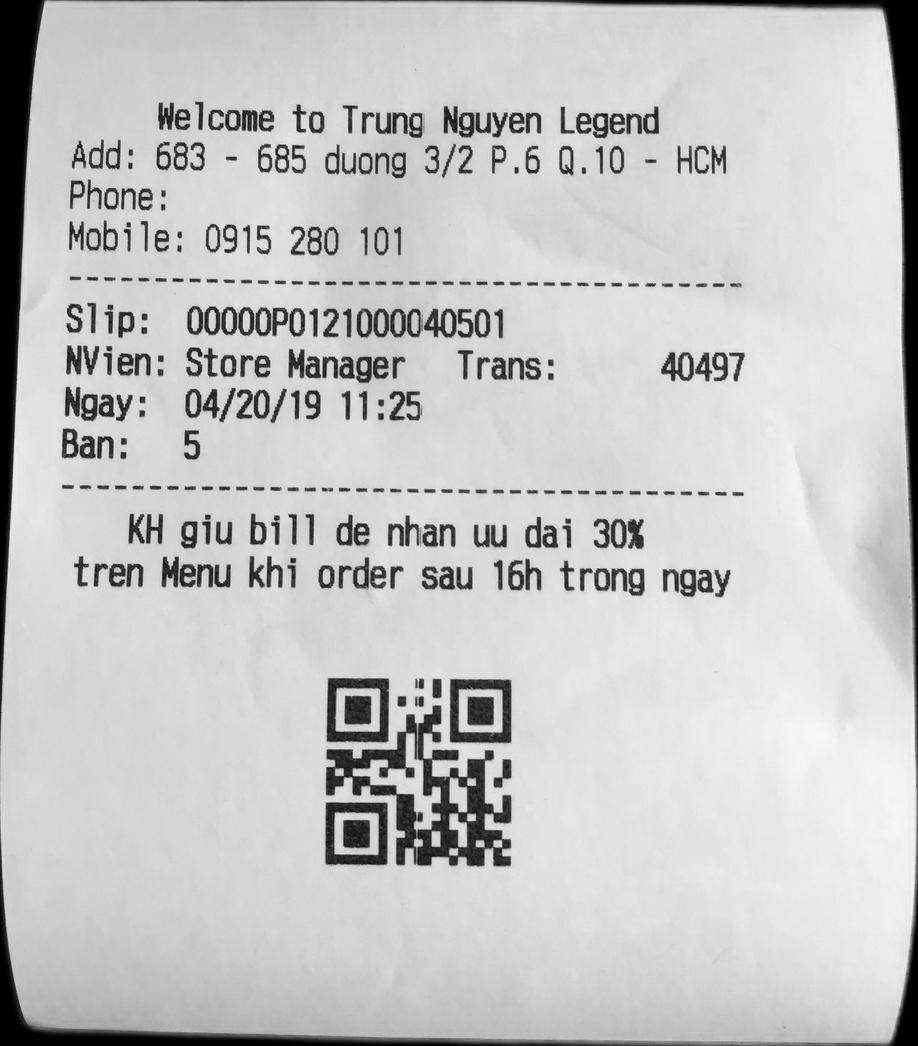 Welcome to Trung Nguyen Legend
Add: 683 - 685 duong 3/2 P.6 Q.10 - HCM
Phone:
Mobile: 0915 280 101
Slip: 00000P0121000040501
NVien: Store Manager Trans: 40497
Ngay: 04/20/19 11:25
Ban: 5
KH giu bill de nhan uu dai 30%
tren Menu khi order sau 16h trong ngay